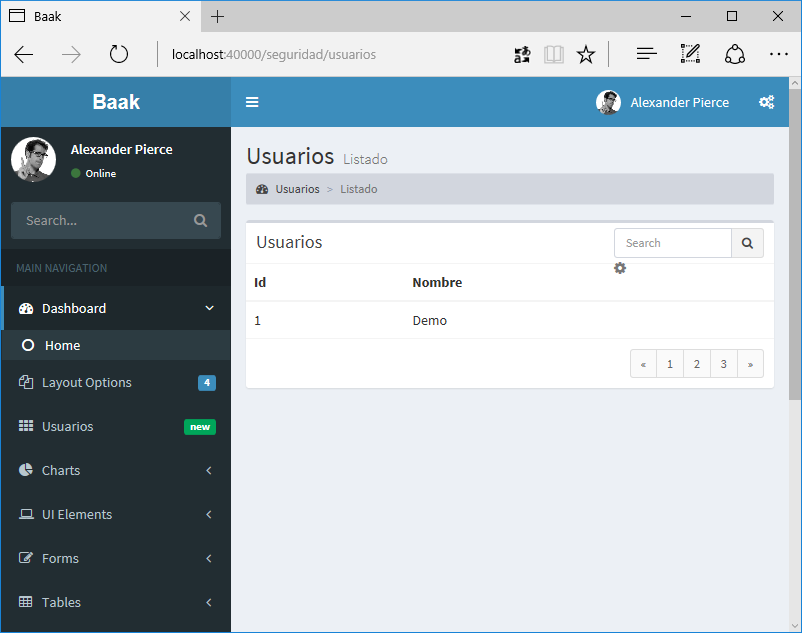 Baak
localhost:40000/seguridad/usuarios
Baak
Alexander Pierce
Alexander Pierce
Online
Search...
MAIN NAVIGATION
Dashboard
Home
Layout Options 4
Usuarios new
Charts
UI Elements
Forms
Tables
Usuarios Listado
Usuarios > Listado
Usuarios
Search
Id Nombre
1 Demo
« 1 2 3 »